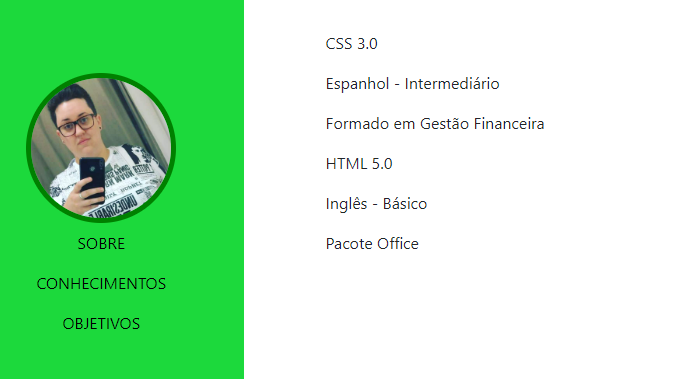 SOBRE
CONHECIMENTOS
OBJETIVOS
CSS 3.0
Espanhol - Intermediário
Formado em Gestão Financeira
HTML 5.0
Inglês - Básico
Pacote Office